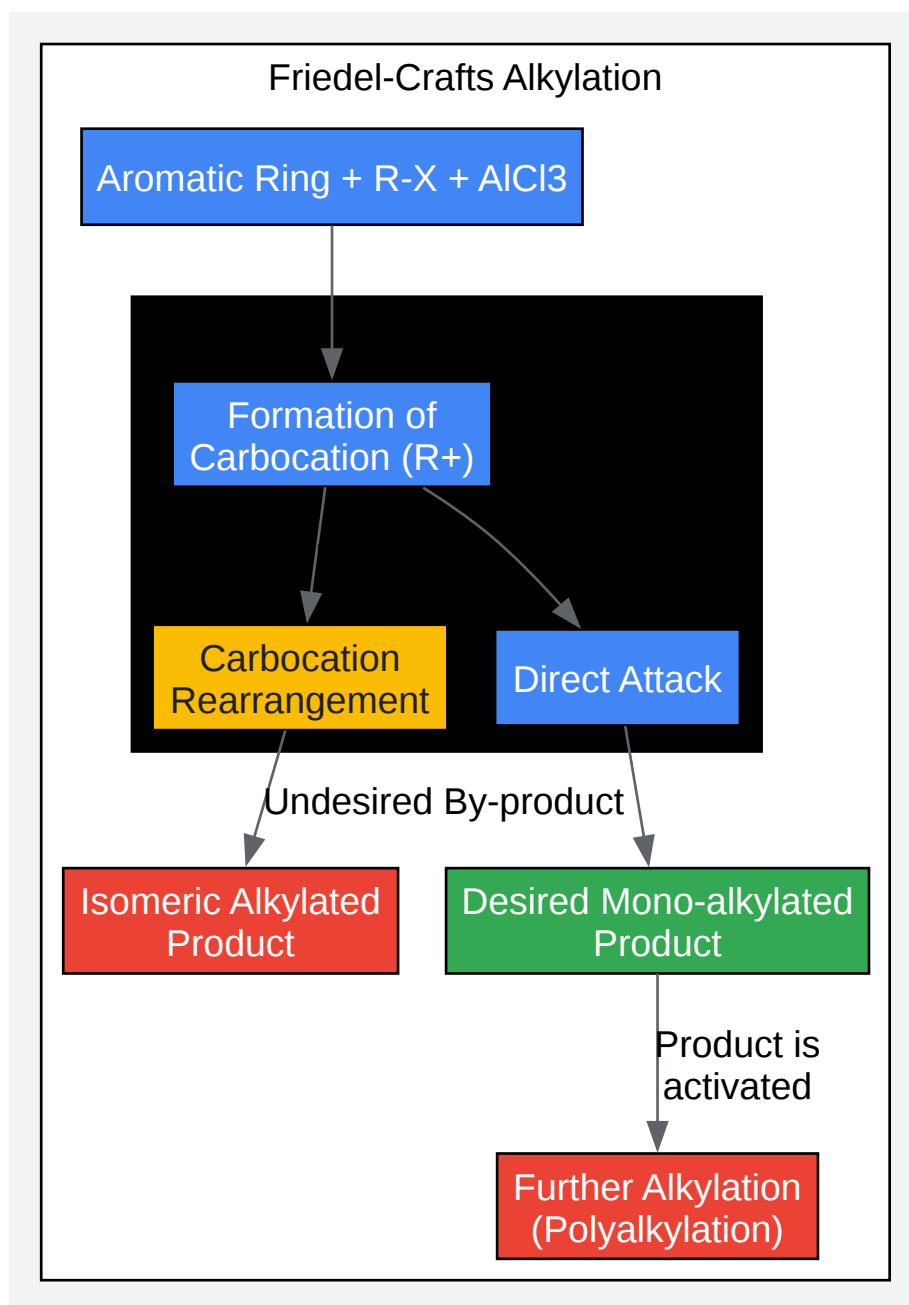 Friedel-Crafts Alkylation
Aromatic Ring + R-X + AlCl3
Formation of
Carbocation (R+)
Carbocation
Rearrangement
Direct Attack
Undesired By-product
Isomeric Alkylated
Product
Desired Mono-alkylated
Product
Product is
activated
Further Alkylation
(Polyalkylation)